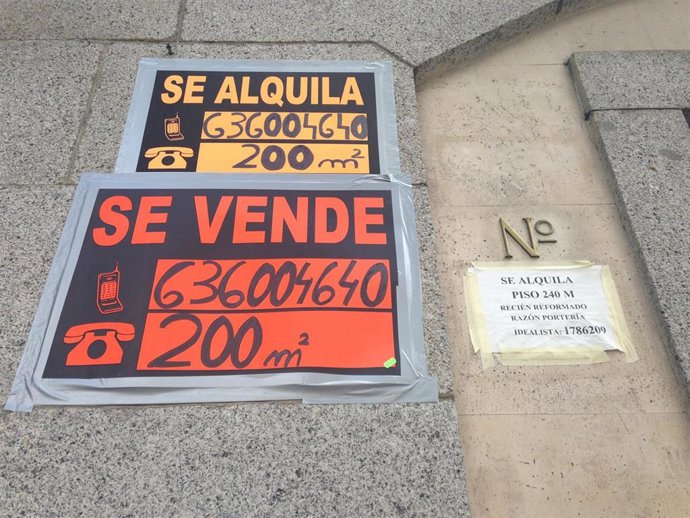 SE ALQUILA
636004640
200 m²
SE VENDE
636004640
200 m²
Nº
SE ALQUILA
PISO 240 M
RECIÉN REFORMADO
RAZÓN PORTERÍA
IDEALISTA: 1786209